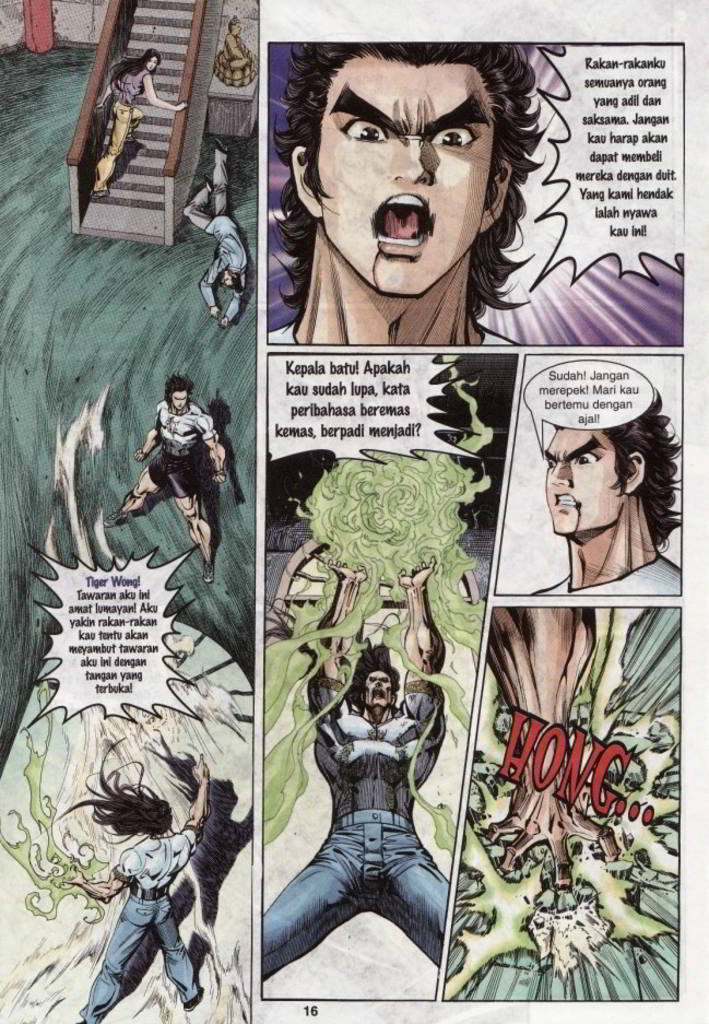 Tiger Wong!
Tawaran aku ini
amat lumayan! Aku
yakin rakan-rakan
kau tentu akan
meyambut tawaran
aku ini dengan
tangan yang
terbuka!
Rakan-rakanku
semuanya orang
yang adil dan
saksama. Jangan
kau harap akan
dapat membeli
mereka dengan duit.
Yang kami hendak
ialah nyawa
kau ini!
Kepala batu! Apakah
kau sudah lupa, kata
peribahasa beremas
kemas, berpadi menjadi?
Sudah! Jangan
merepek! Mari kau
bertemu dengan
ajal!
HONG...
16